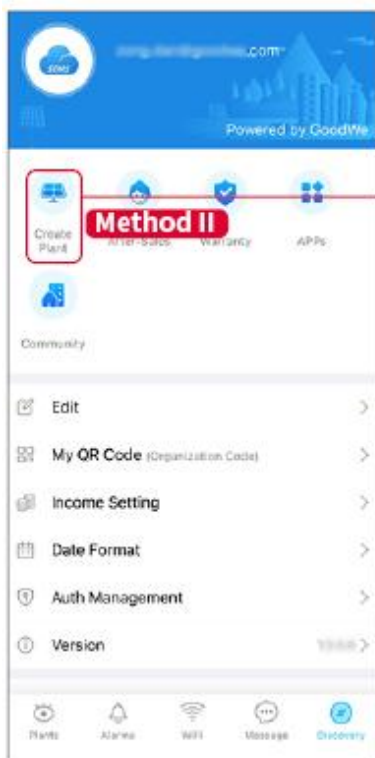 SEMS
.com
Powered by GoodWe
Create
Plant
Method II
After-Sales
Warranty
APPs
Community
Edit
My QR Code (Organization Code)
Income Setting
Date Format
Auth Management
Version
Plants
Alarms
WiFi
Message
Discovery